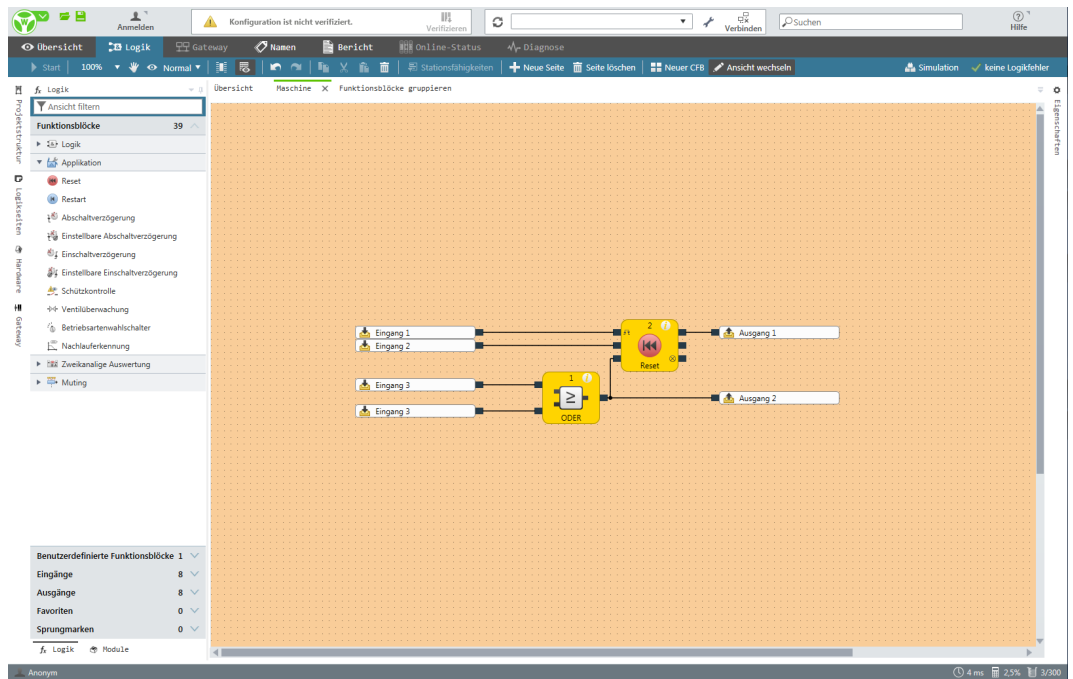 Anmelden
Konfiguration ist nicht verifiziert.
Verifizieren
Verbinden
Suchen
Hilfe
Übersicht
Logik
Gateway
Namen
Bericht
Online-Status
Diagnose
Start
100%
Normal
Stationsfähigkeiten
Neue Seite
Seite löschen
Neuer CFB
Ansicht wechseln
Simulation
keine Logikfehler
Projektstruktur
Logikseiten
Hardware
Gateway
Logik
Ansicht filtern
Funktionsblöcke 39
Logik
Applikation
Reset
Restart
Abschaltverzögerung
Einstellbare Abschaltverzögerung
Einschaltverzögerung
Einstellbare Einschaltverzögerung
Schützkontrolle
Ventilüberwachung
Betriebsartenwahlschalter
Nachlauferkennung
Zweikanalige Auswertung
Muting
Benutzerdefinierte Funktionsblöcke 1
Eingänge 8
Ausgänge 8
Favoriten 0
Sprungmarken 0
Logik
Module
Übersicht
Maschine X
Funktionsblöcke gruppieren
Eigenschaften
Eingang 1
Eingang 2
Eingang 3
Eingang 3
1
≥
ODER
2
Reset
Ausgang 1
Ausgang 2
Anonym
4 ms
2,5%
3/300